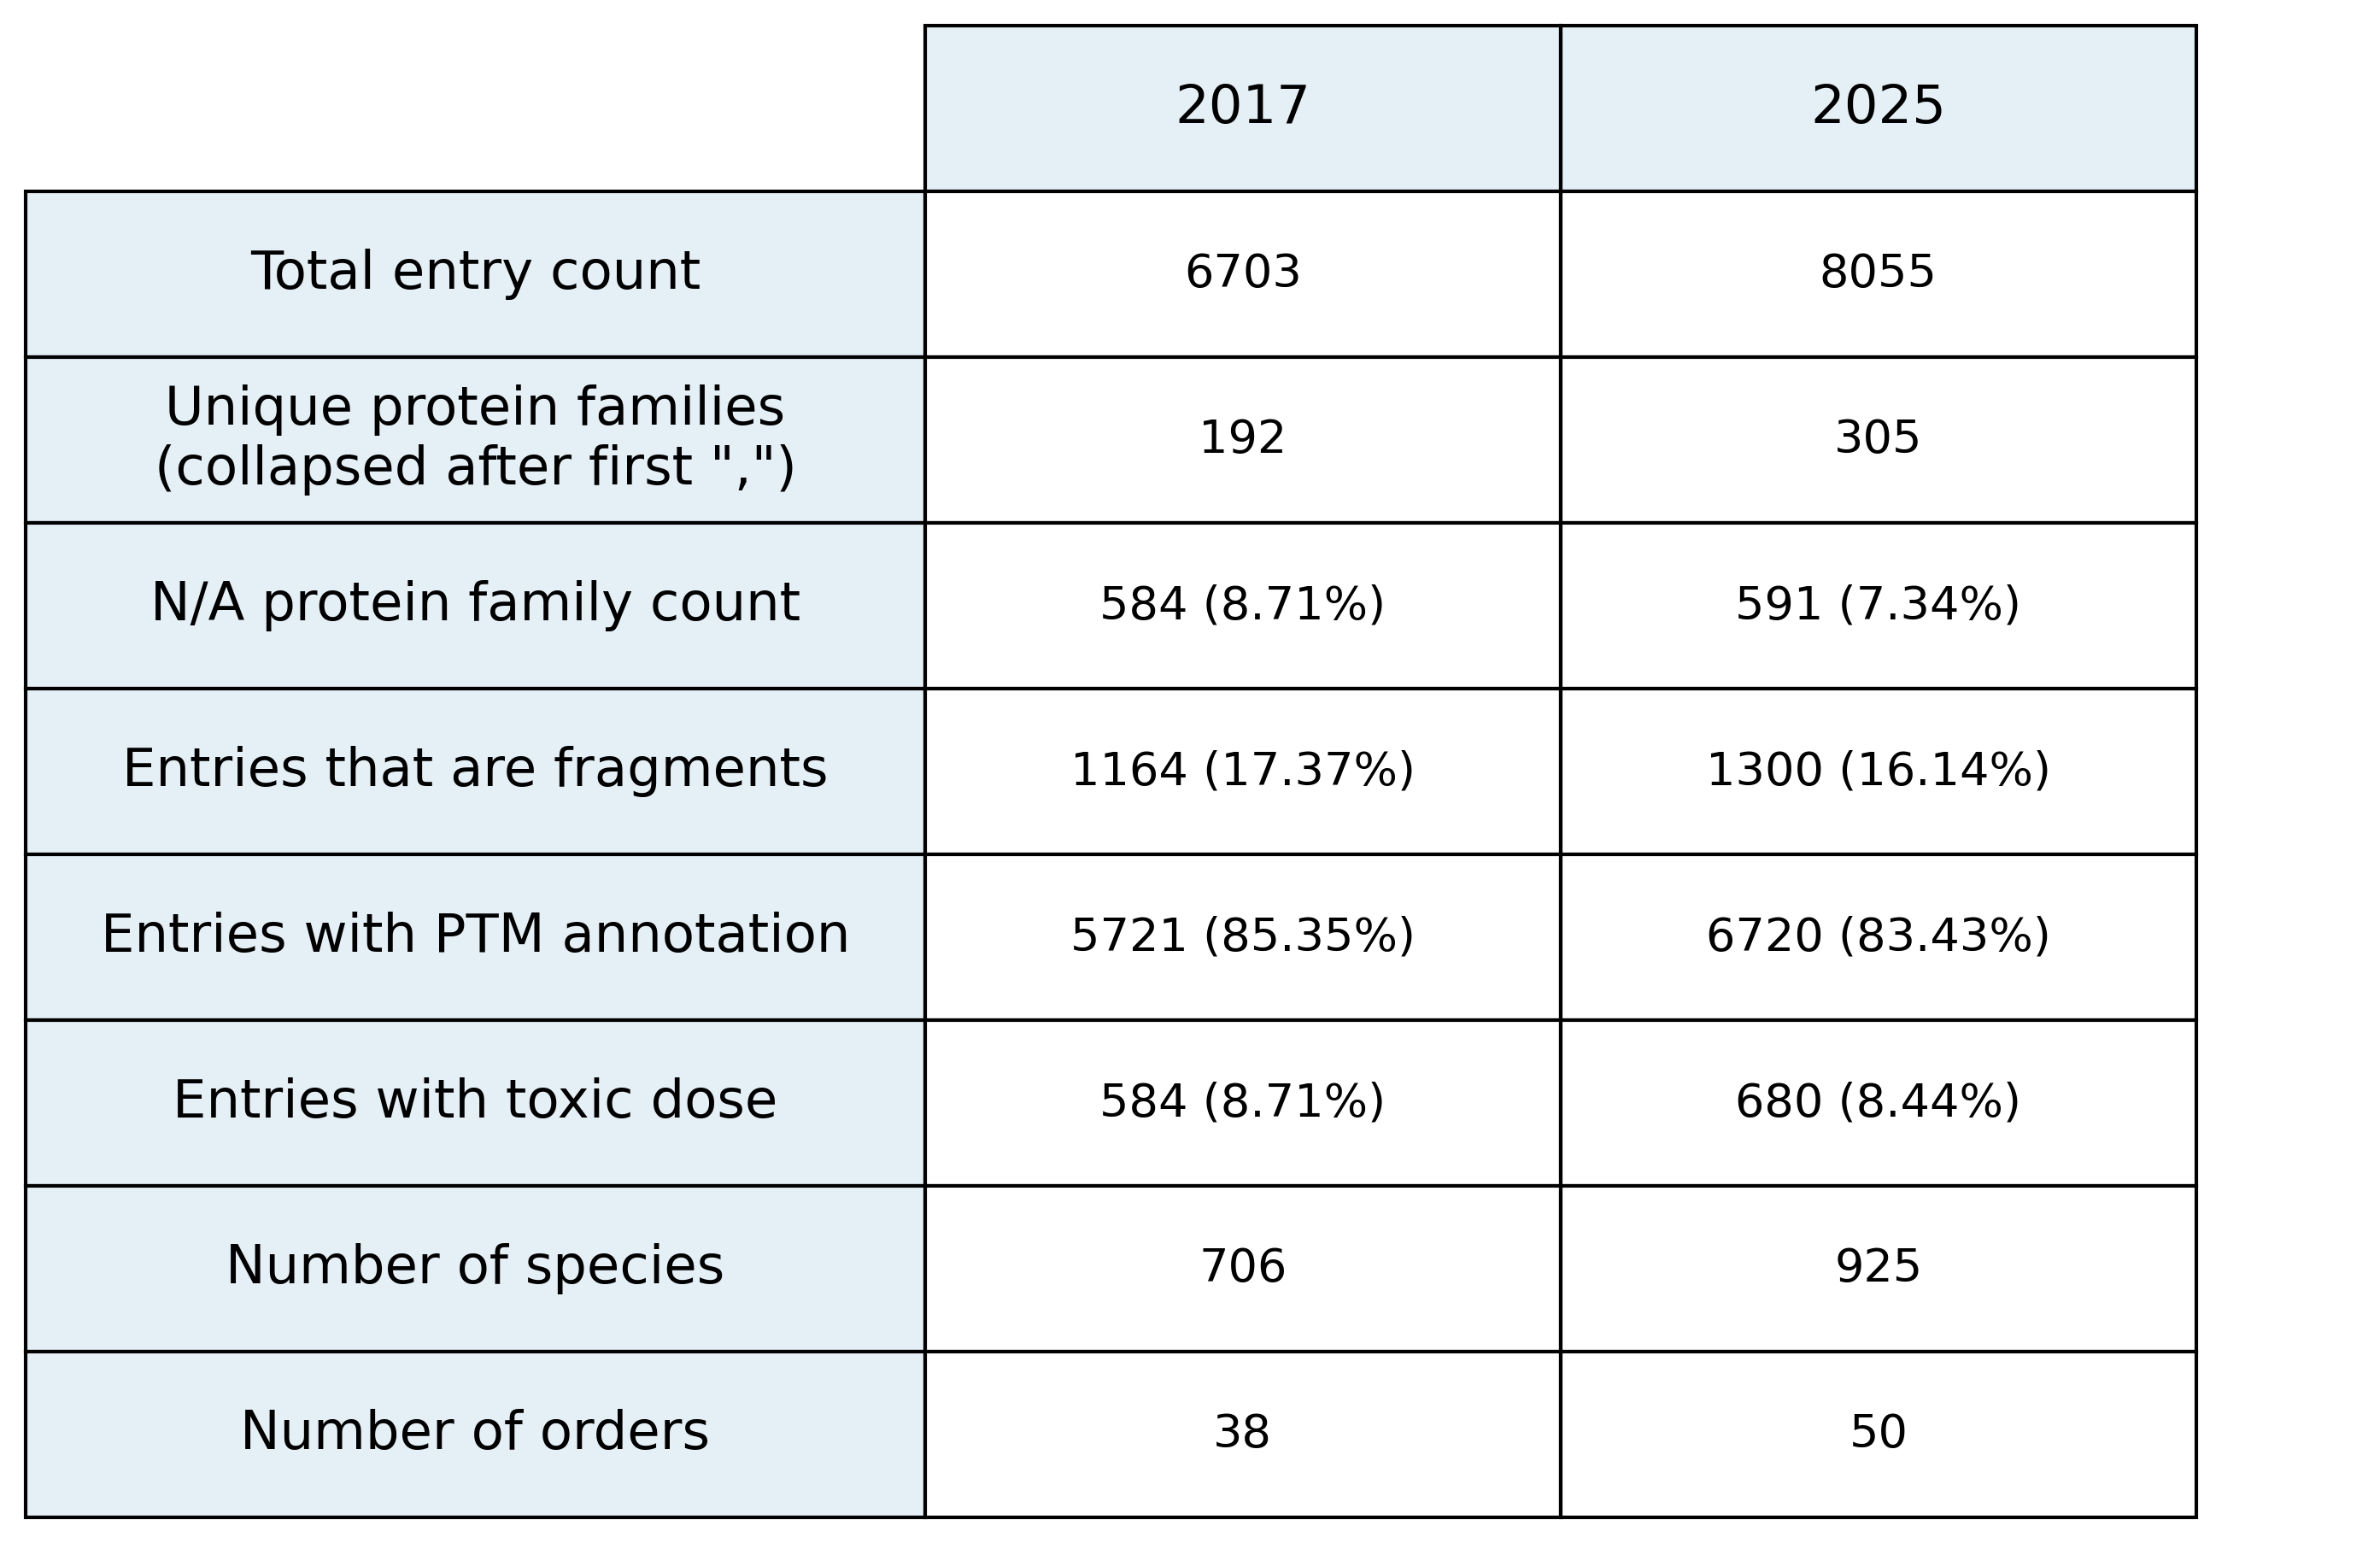 2017 2025
Total entry count 6703 8055
Unique protein families
(collapsed after first ",") 192 305
N/A protein family count 584 (8.71%) 591 (7.34%)
Entries that are fragments 1164 (17.37%) 1300 (16.14%)
Entries with PTM annotation 5721 (85.35%) 6720 (83.43%)
Entries with toxic dose 584 (8.71%) 680 (8.44%)
Number of species 706 925
Number of orders 38 50